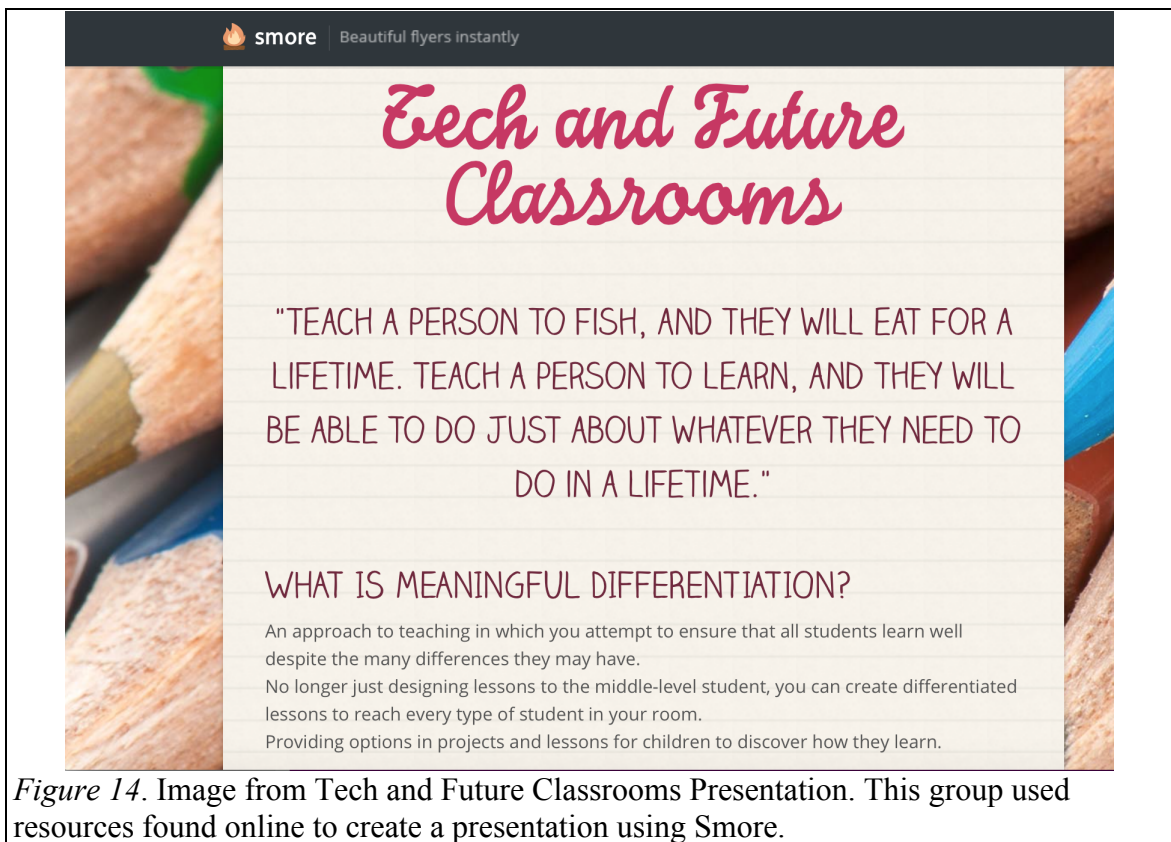 smore Beautiful flyers instantly
Tech and Future
Classrooms
"TEACH A PERSON TO FISH, AND THEY WILL EAT FOR A
LIFETIME. TEACH A PERSON TO LEARN, AND THEY WILL
BE ABLE TO DO JUST ABOUT WHATEVER THEY NEED TO
DO IN A LIFETIME."
WHAT IS MEANINGFUL DIFFERENTIATION?
An approach to teaching in which you attempt to ensure that all students learn well
despite the many differences they may have.
No longer just designing lessons to the middle-level student, you can create differentiated
lessons to reach every type of student in your room.
Providing options in projects and lessons for children to discover how they learn.
Figure 14. Image from Tech and Future Classrooms Presentation. This group used
resources found online to create a presentation using Smore.